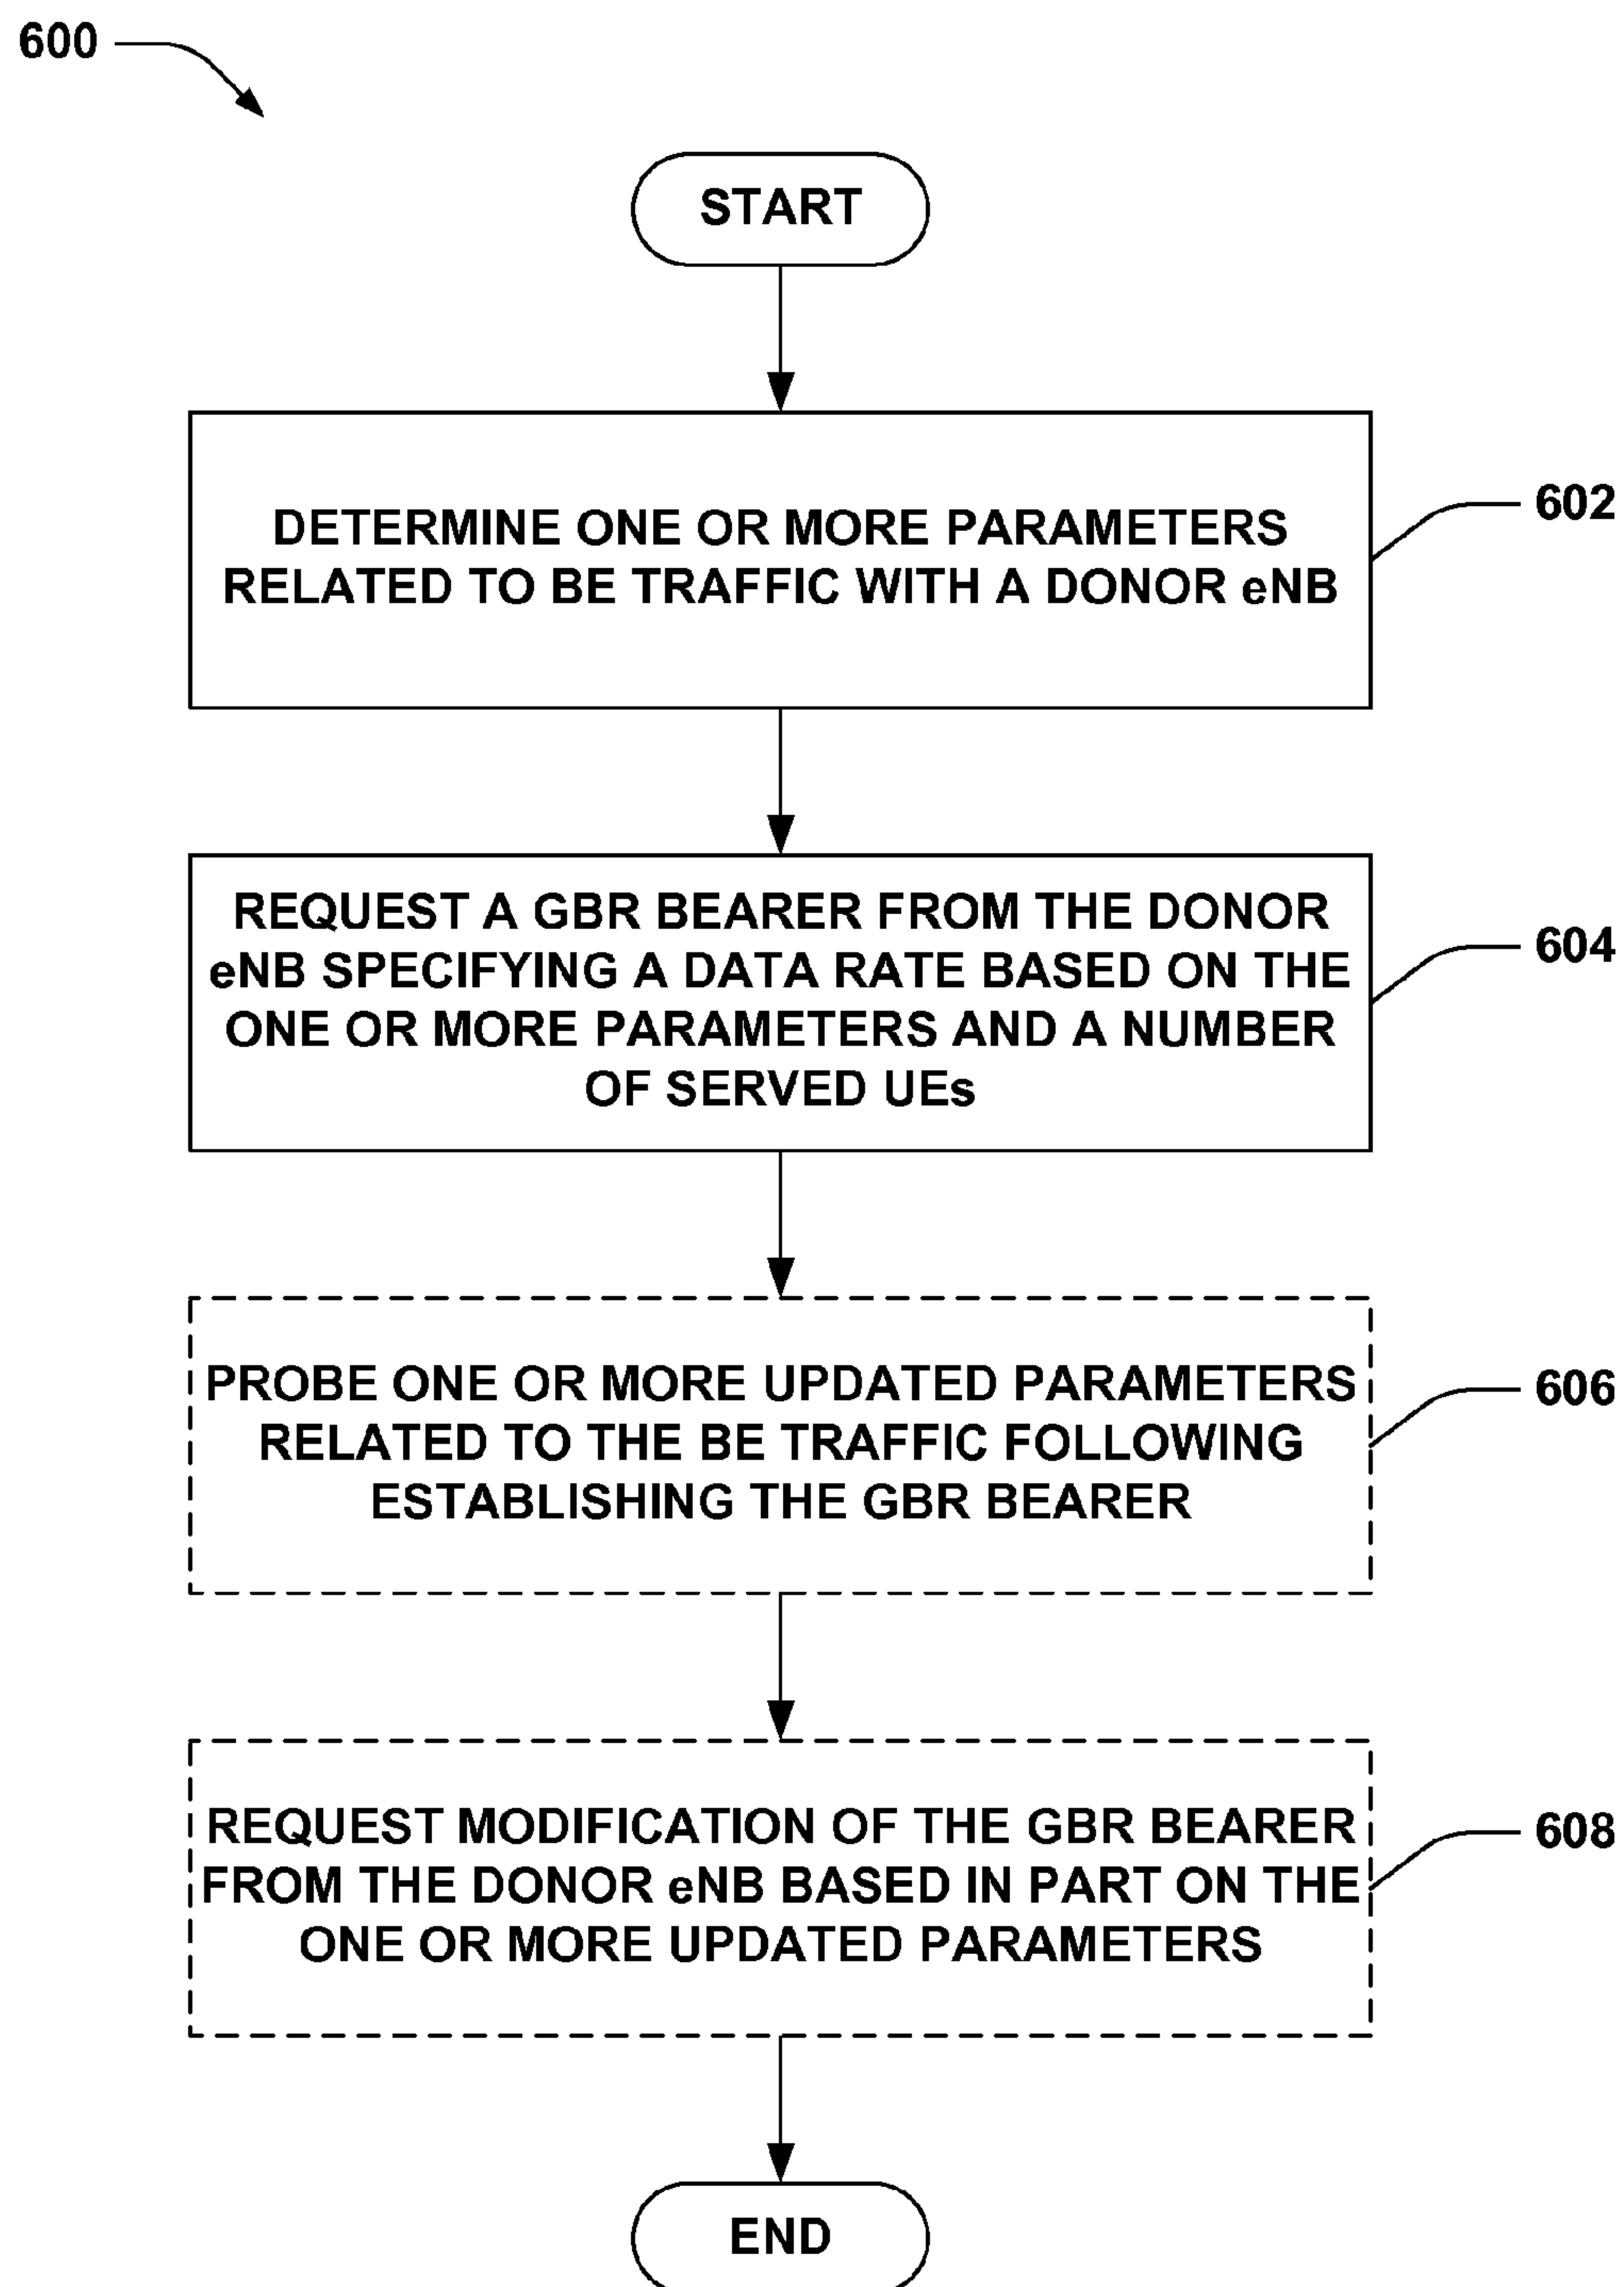 600
START
DETERMINE ONE OR MORE PARAMETERS
RELATED TO BE TRAFFIC WITH A DONOR eNB
602
REQUEST A GBR BEARER FROM THE DONOR
eNB SPECIFYING A DATA RATE BASED ON THE
ONE OR MORE PARAMETERS AND A NUMBER
OF SERVED UEs
604
PROBE ONE OR MORE UPDATED PARAMETERS
RELATED TO THE BE TRAFFIC FOLLOWING
ESTABLISHING THE GBR BEARER
606
REQUEST MODIFICATION OF THE GBR BEARER
FROM THE DONOR eNB BASED IN PART ON THE
ONE OR MORE UPDATED PARAMETERS
608
END